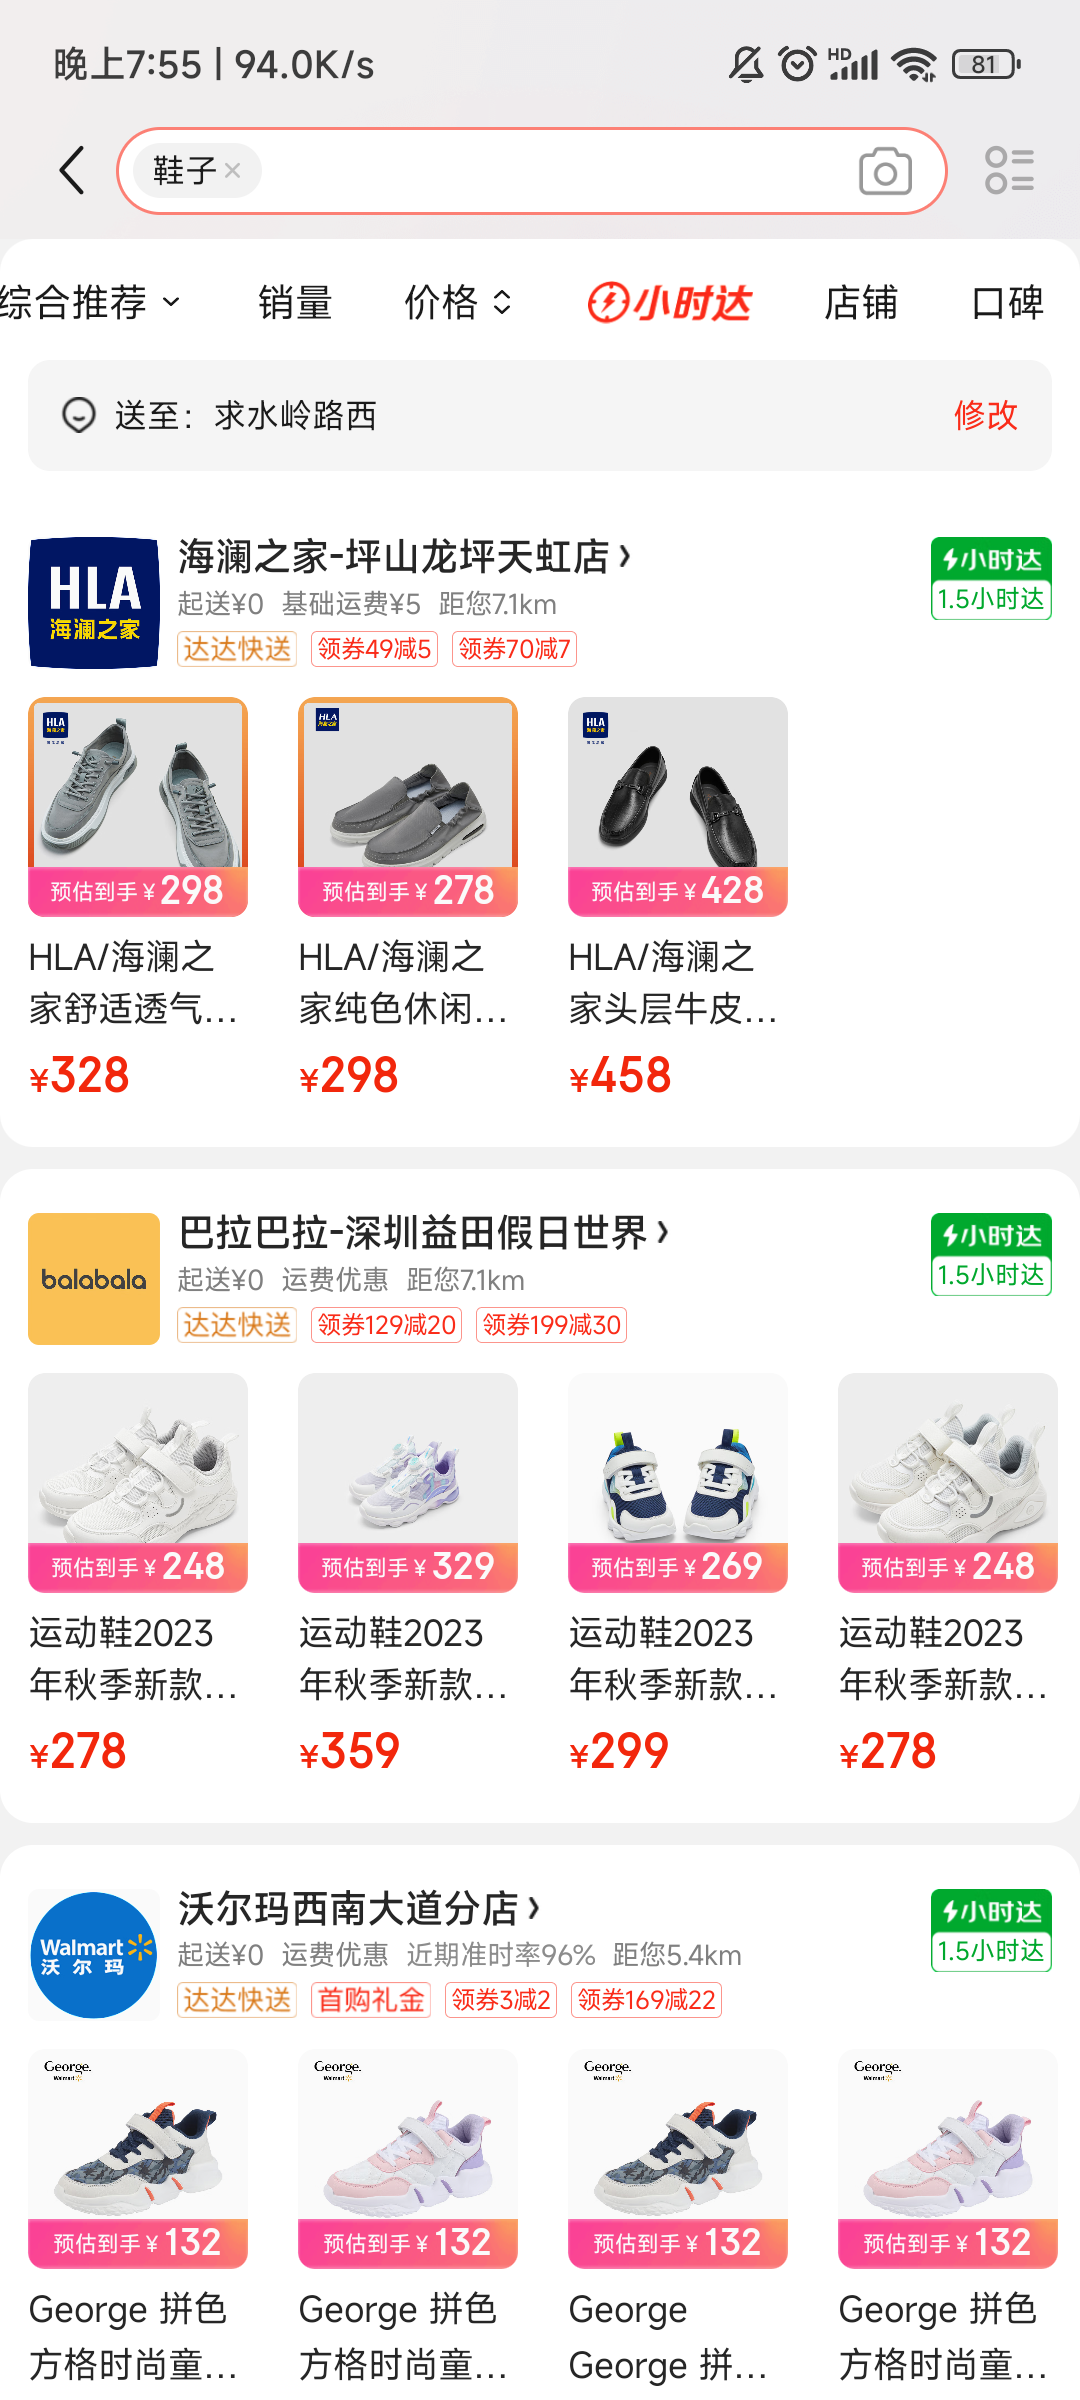 晚上7:55 | 94.0K/s
HD
81
鞋子
综合推荐
销量
价格
小时达
店铺
口碑
送至：求水岭路西
修改
HLA
海澜之家
海澜之家-坪山龙坪天虹店
起送¥0 基础运费¥5 距您7.1km
达达快送 领券49减5 领券70减7
小时达
1.5小时达
HLA
HLA
HLA
预估到手¥298
预估到手¥278
预估到手¥428
HLA/海澜之
家舒适透气...
¥328
HLA/海澜之
家纯色休闲...
¥298
HLA/海澜之
家头层牛皮...
¥458
balabala
巴拉巴拉-深圳益田假日世界
起送¥0 运费优惠 距您7.1km
达达快送 领券129减20 领券199减30
小时达
1.5小时达
预估到手¥248
预估到手¥329
预估到手¥269
预估到手¥248
运动鞋2023
年秋季新款...
¥278
运动鞋2023
年秋季新款...
¥359
运动鞋2023
年秋季新款...
¥299
运动鞋2023
年秋季新款...
¥278
Walmart
沃尔玛
沃尔玛西南大道分店
起送¥0 运费优惠 近期准时率96% 距您5.4km
达达快送 首购礼金 领券3减2 领券169减22
小时达
1.5小时达
George.
Walmart
George.
Walmart
George.
Walmart
George.
Walmart
预估到手¥132
预估到手¥132
预估到手¥132
预估到手¥132
George 拼色
方格时尚童...
George 拼色
方格时尚童...
George
George 拼...
George 拼色
方格时尚童...